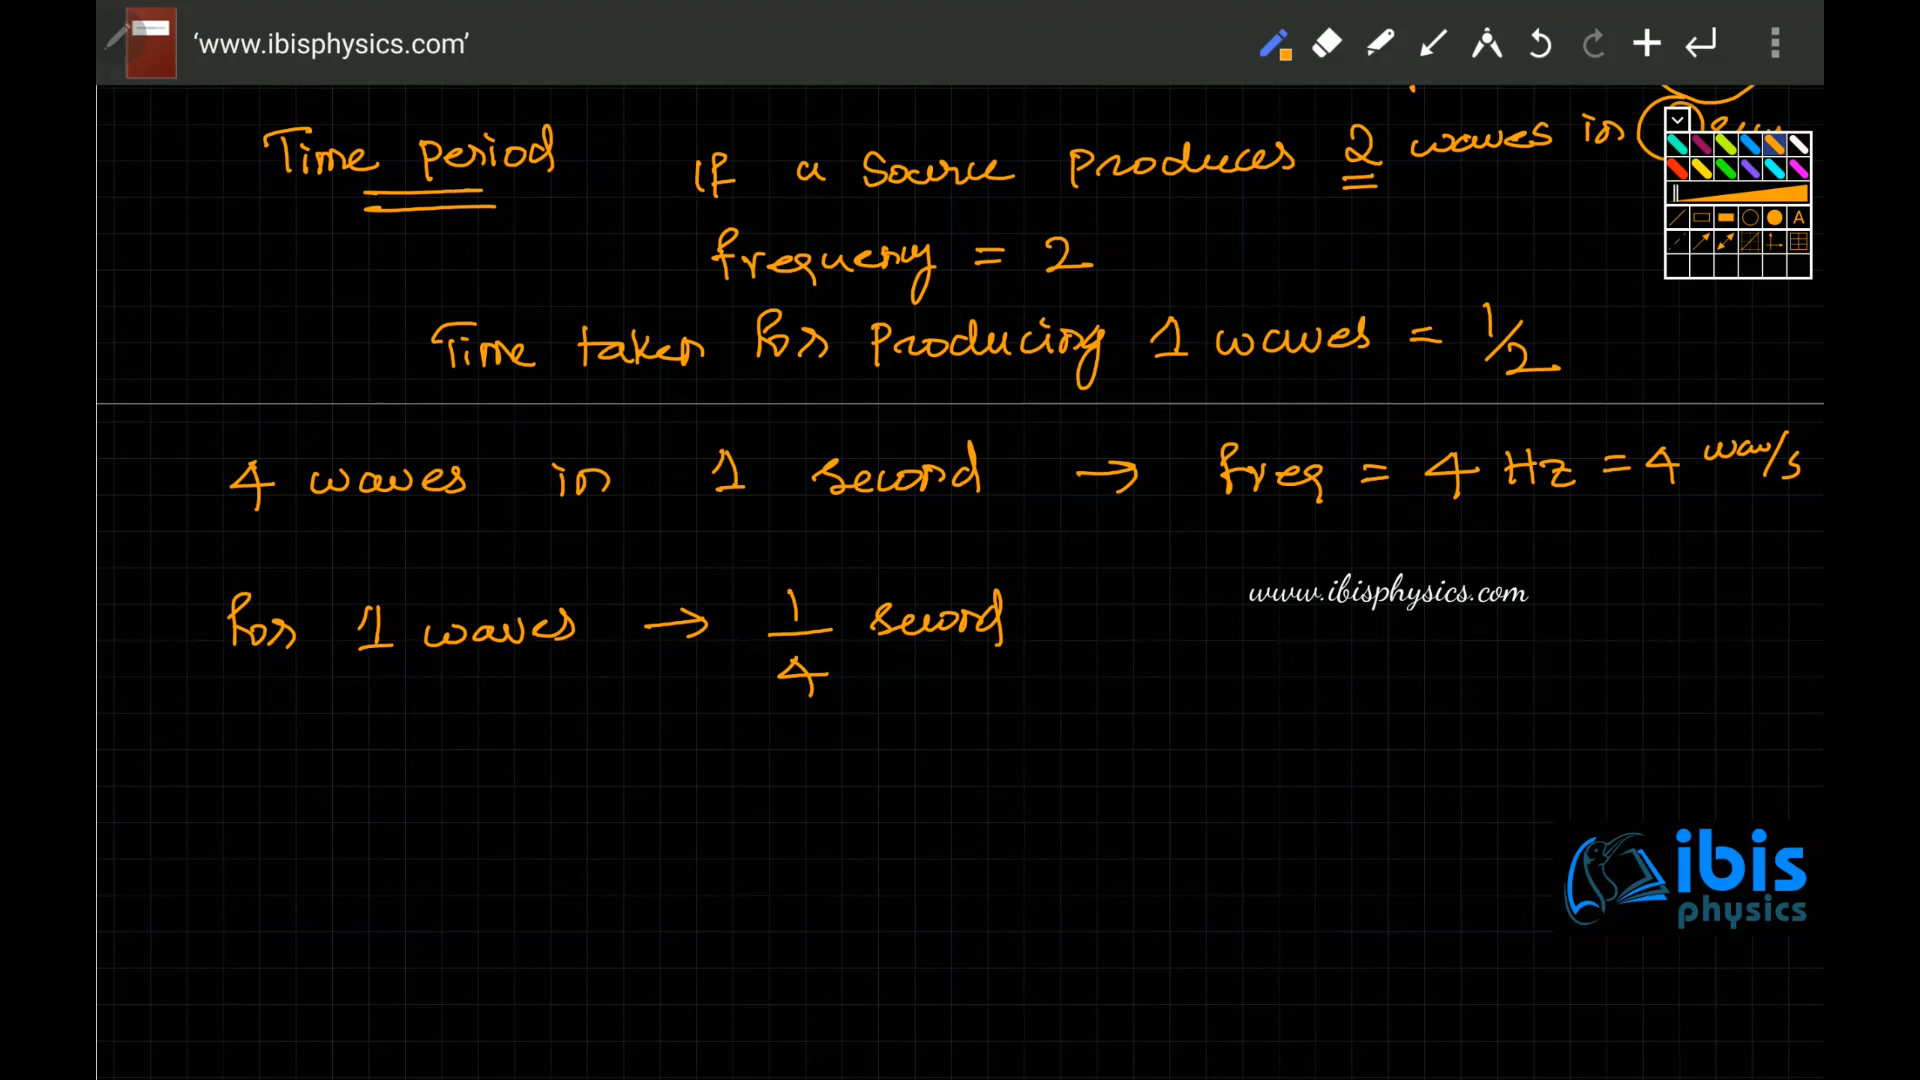 ‘www.ibisphysics.com’
Time period
If a Source produces 2 waves in
frequency = 2
Time taken for Producing 1 waves = 1/2
4 waves in 1 second → freq = 4 Hz = 4 wav/s
www.ibisphysics.com
for 1 waves → 1/4 second
ibis
physics
A